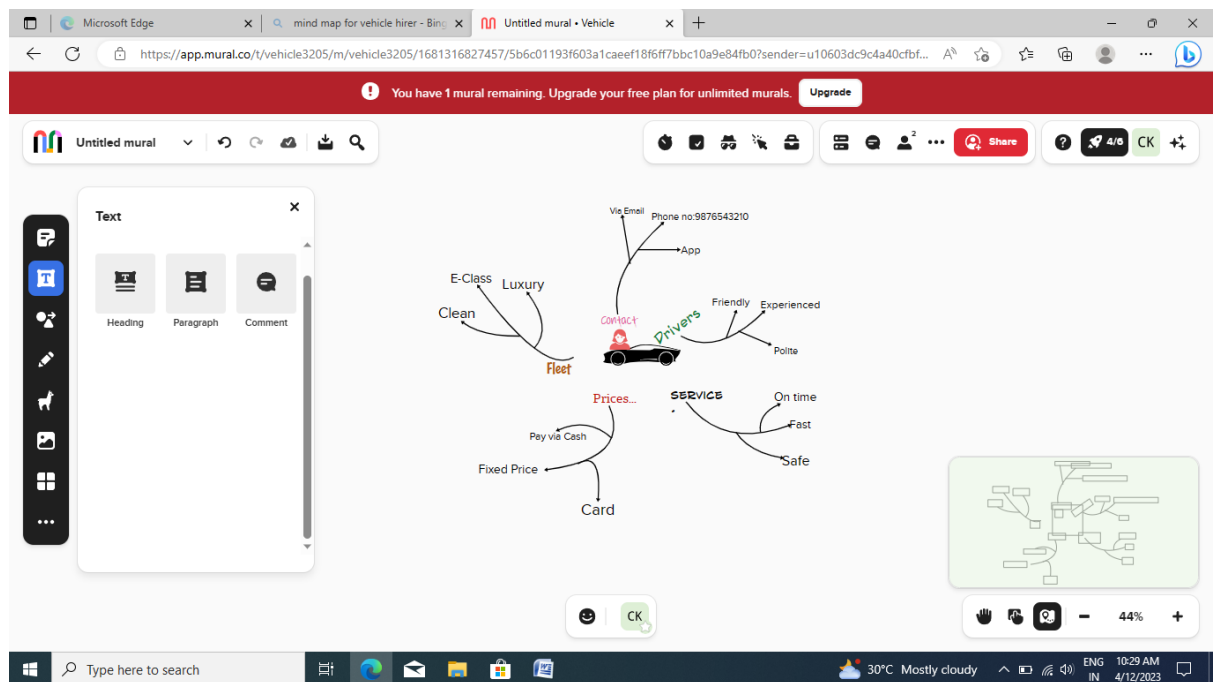 Microsoft Edge
mind map for vehicle hirer - Bing
Untitled mural • Vehicle
https://app.mural.co/t/vehicle3205/m/vehicle3205/1681316827457/5b6c01193f603a1caeef18f6ff7bbc10a9e84fb0?sender=u10603dc9c4a40cfbf...
You have 1 mural remaining. Upgrade your free plan for unlimited murals. Upgrade
Untitled mural
2
Share
4/6
CK
Text
Heading
Paragraph
Comment
Via Email
Phone no:9876543210
App
E-Class
Luxury
Clean
Contact
Drivers
Friendly
Experienced
Polite
Fleet
Prices...
SERVICE
.
On time
Fast
Safe
Pay via Cash
Fixed Price
Card
CK
44%
Type here to search
30°C Mostly cloudy
ENG
IN
10:29 AM
4/12/2023